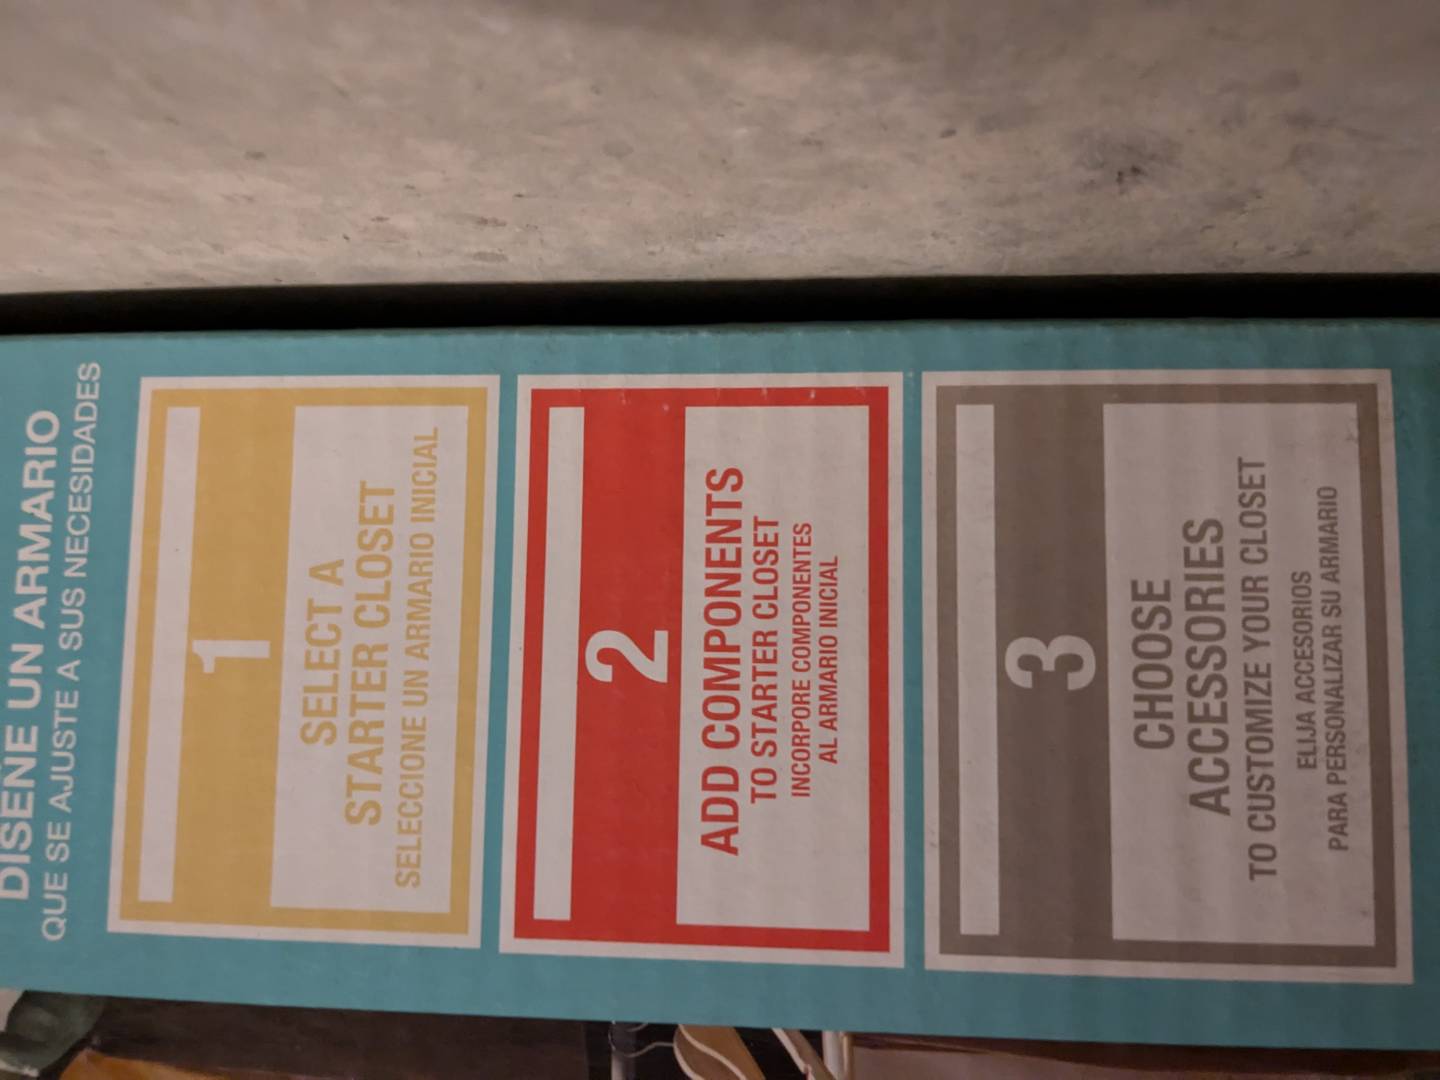 DISEÑE UN ARMARIO
QUE SE AJUSTE A SUS NECESIDADES
1
SELECT A
STARTER CLOSET
SELECCIONE UN ARMARIO INICIAL
2
ADD COMPONENTS
TO STARTER CLOSET
INCORPORE COMPONENTES
AL ARMARIO INICIAL
3
CHOOSE
ACCESSORIES
TO CUSTOMIZE YOUR CLOSET
ELIJA ACCESORIOS
PARA PERSONALIZAR SU ARMARIO